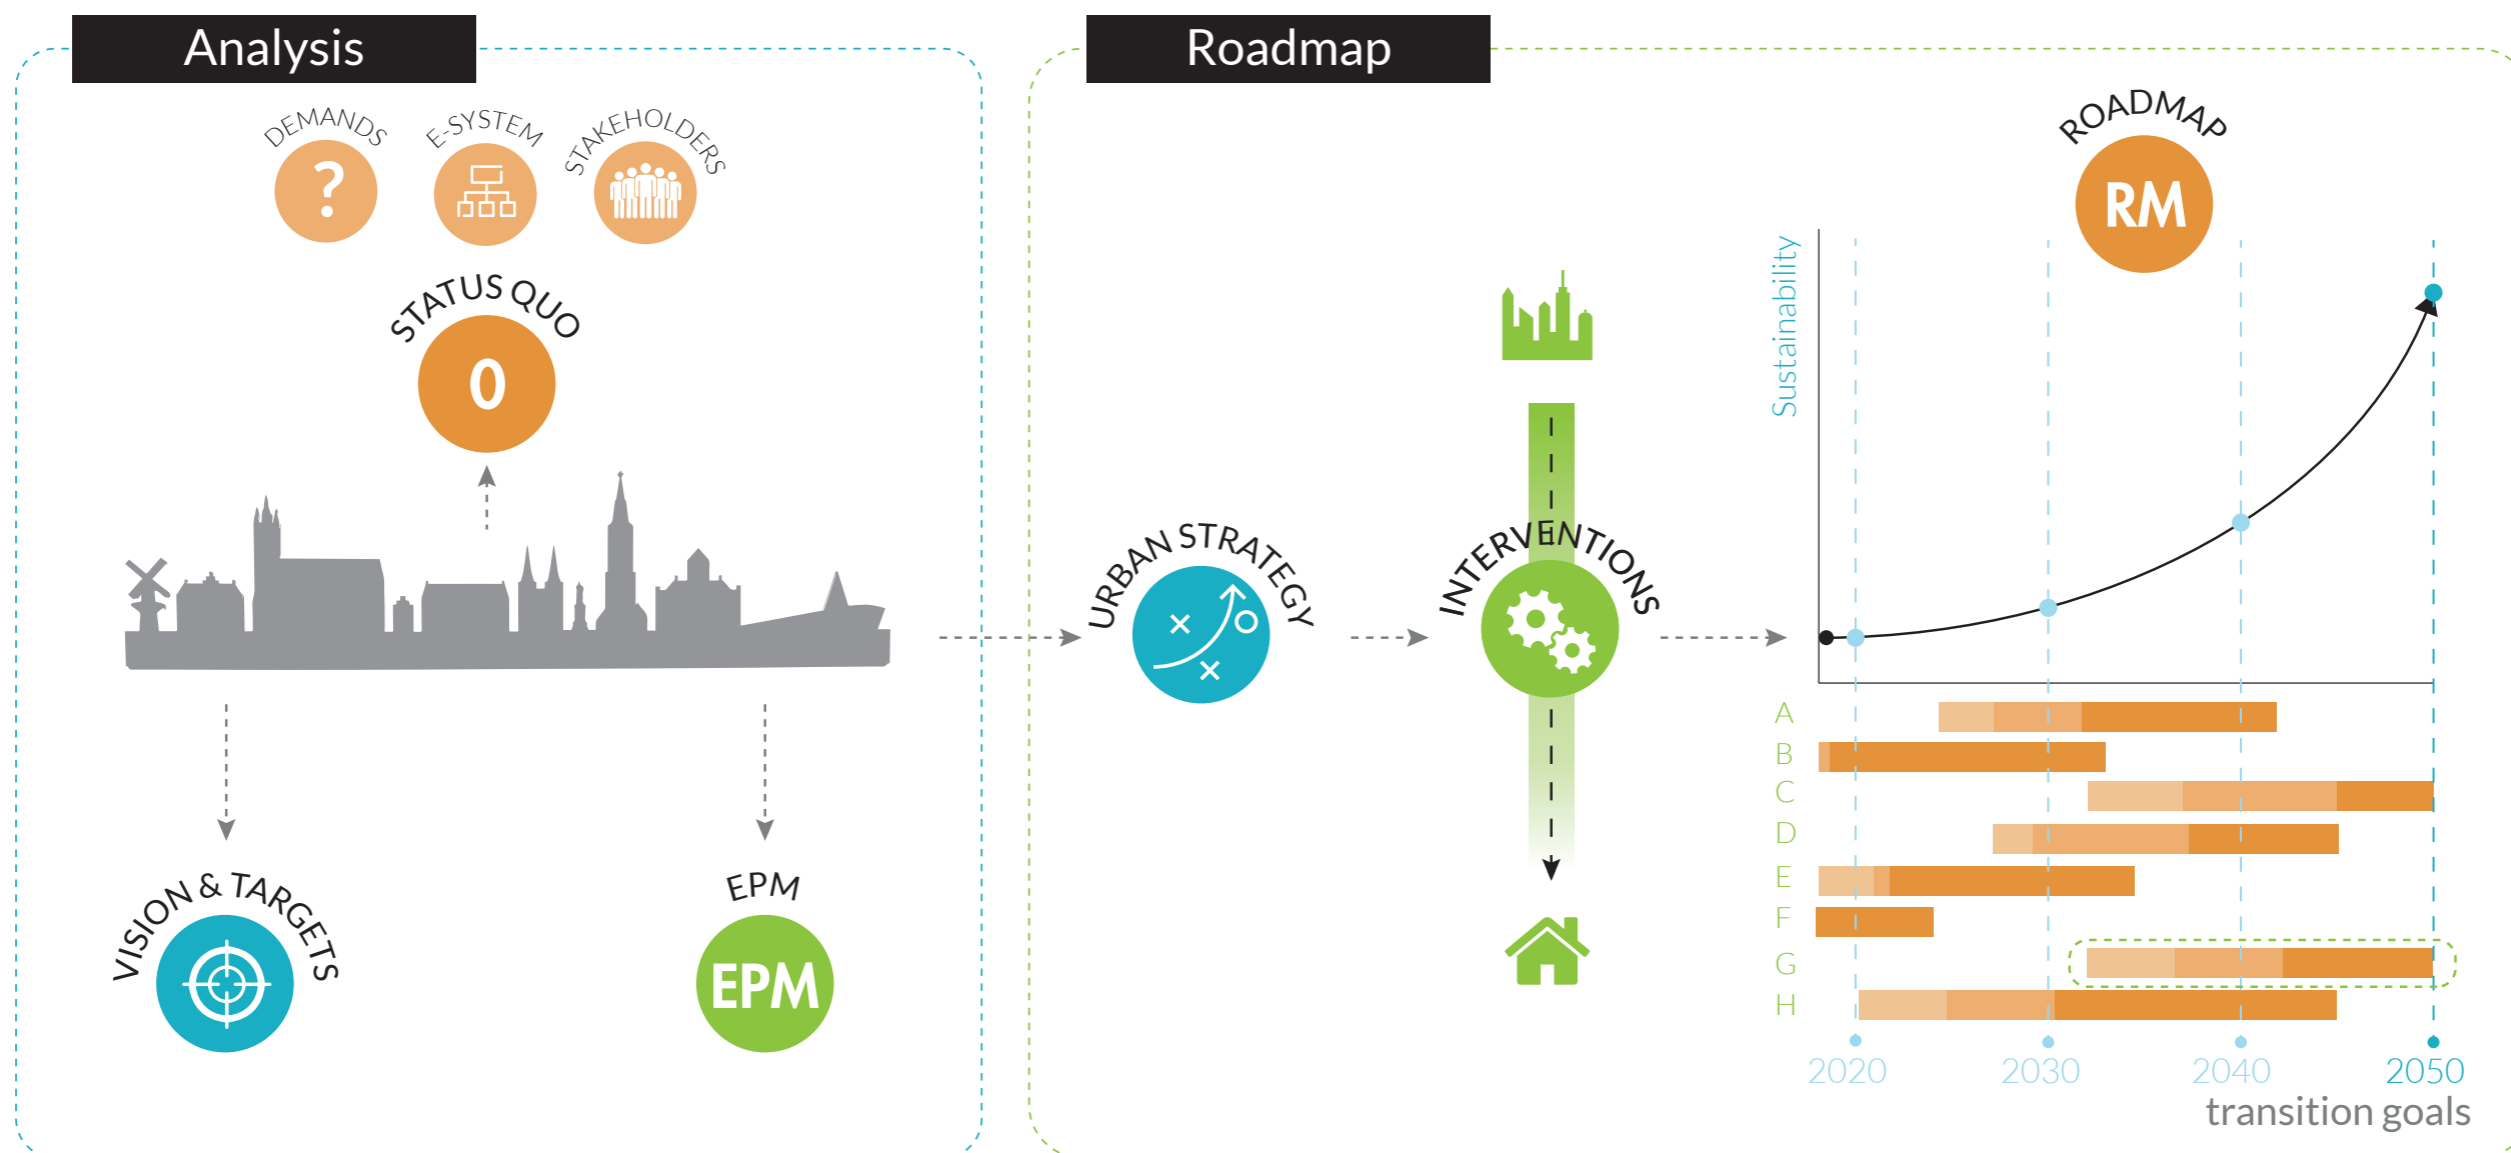 Analysis
DEMANDS
?
E-SYSTEM
STAKEHOLDERS
STATUS QUO
0
VISION & TARGETS
EPM
EPM
Roadmap
URBAN STRATEGY
INTERVENTIONS
ROADMAP
RM
Sustainability
A
B
C
D
E
F
G
H
2020 2030 2040 2050
transition goals